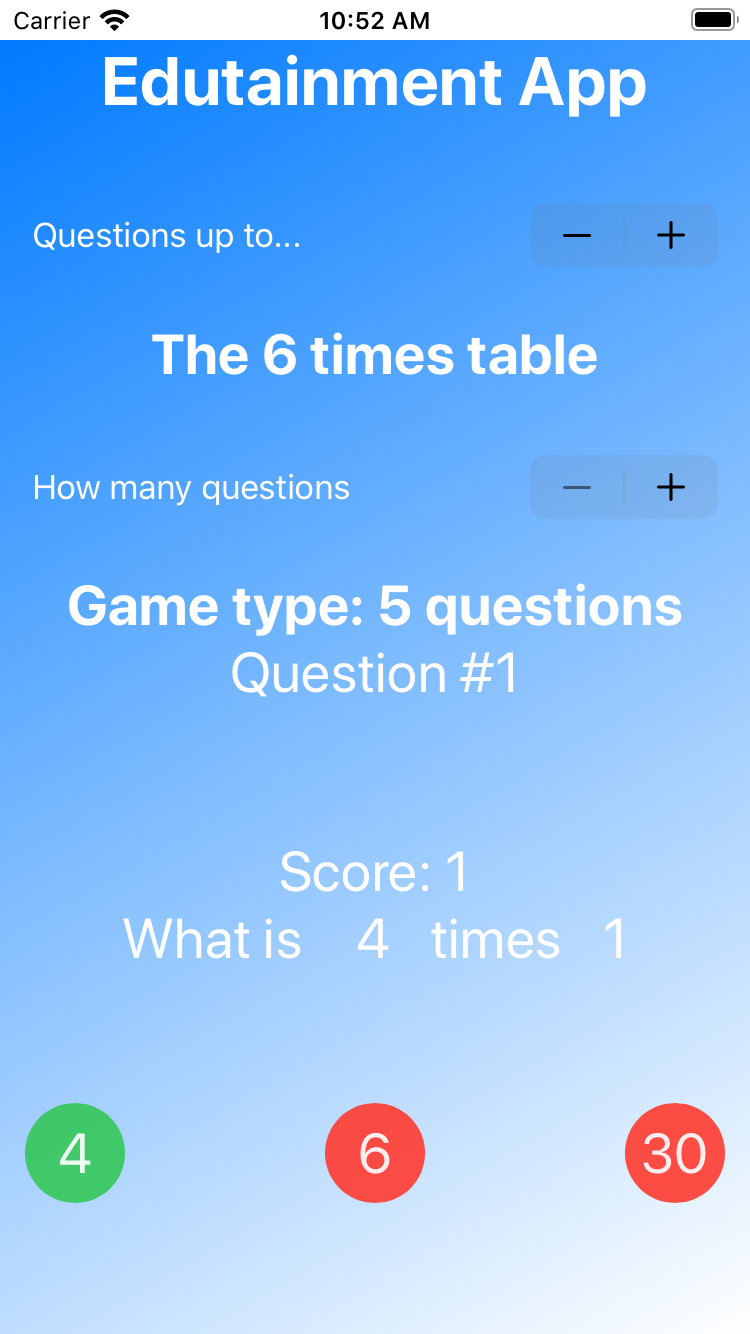 Carrier 10:52 AM
Edutainment App
Questions up to...
The 6 times table
How many questions
Game type: 5 questions
Question #1
Score: 1
What is 4 times 1
4 6 30